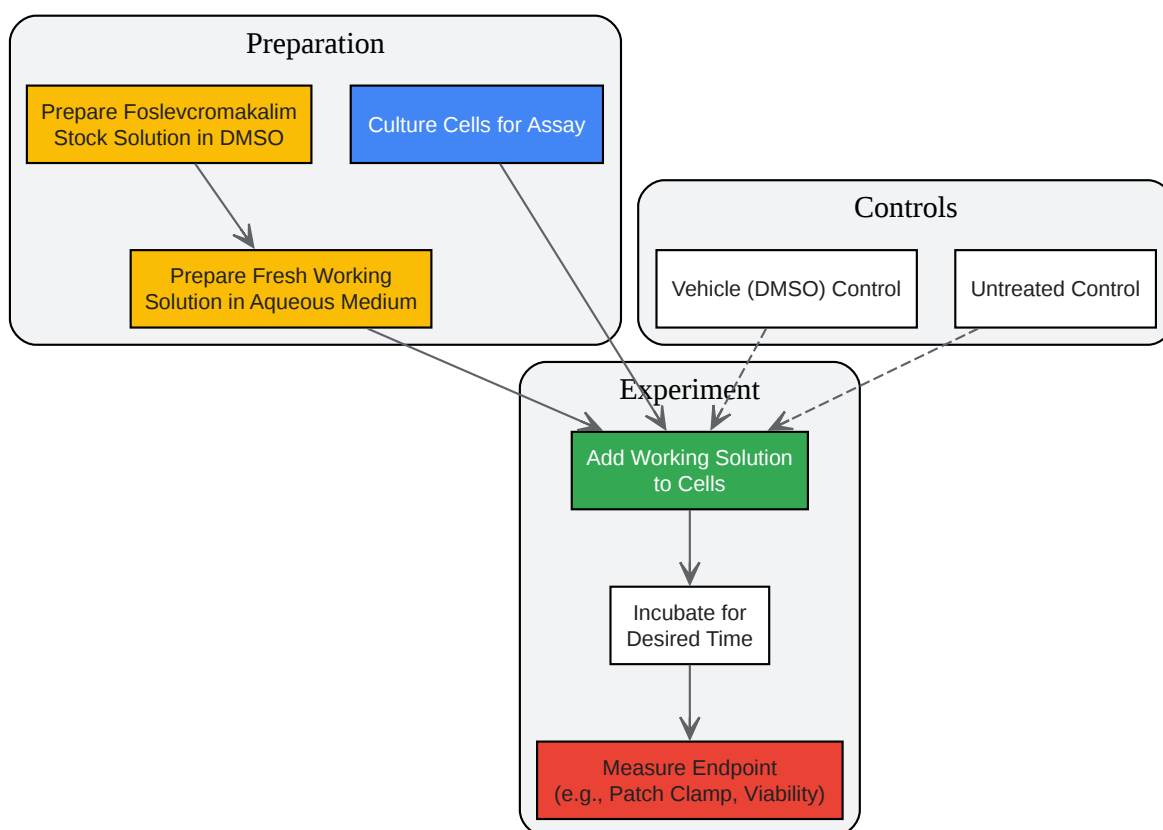 Preparation
Prepare Foslevcromakalim
Stock Solution in DMSO
Culture Cells for Assay
Prepare Fresh Working
Solution in Aqueous Medium
Controls
Vehicle (DMSO) Control
Untreated Control
Experiment
Add Working Solution
to Cells
Incubate for
Desired Time
Measure Endpoint
(e.g., Patch Clamp, Viability)